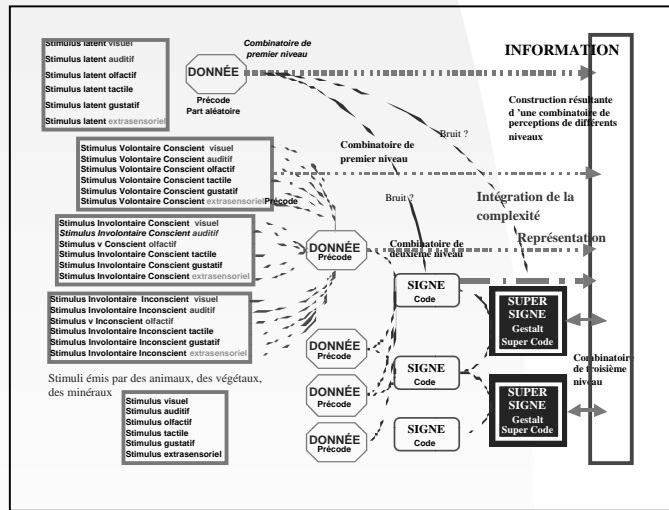 Stimulus latent visuel
Stimulus latent auditif
Stimulus latent olfactif
Stimulus latent tactile
Stimulus latent gustatif
Stimulus latent extrasensoriel
DONNÉE
Précode
Part aléatoire
Combinatoire de
premier niveau
INFORMATION
Construction résultante
d 'une combinatoire de
perceptions de différents
niveaux
Bruit ?
Combinatoire de
premier niveau
Stimulus Volontaire Conscient visuel
Stimulus Volontaire Conscient auditif
Stimulus Volontaire Conscient olfactif
Stimulus Volontaire Conscient tactile
Stimulus Volontaire Conscient gustatif
Stimulus Volontaire Conscient extrasensoriel Précode
Bruit ?
Intégration de la
complexité
Représentation
Stimulus Involontaire Conscient visuel
Stimulus Involontaire Conscient auditif
Stimulus v Conscient olfactif
Stimulus Involontaire Conscient tactile
Stimulus Involontaire Conscient gustatif
Stimulus Involontaire Conscient extrasensoriel
DONNÉE
Précode
Combinatoire de
deuxième niveau
SIGNE
Code
SUPER
SIGNE
Gestalt
Super Code
Stimulus Involontaire Inconscient visuel
Stimulus Involontaire Inconscient auditif
Stimulus v Inconscient olfactif
Stimulus Involontaire Inconscient tactile
Stimulus Involontaire Inconscient gustatif
Stimulus Involontaire Inconscient extrasensoriel
DONNÉE
Précode
Combinatoire
de troisième
niveau
Stimuli émis par des animaux, des végétaux,
des minéraux
DONNÉE
Précode
SIGNE
Code
SUPER
SIGNE
Gestalt
Super Code
Stimulus visuel
Stimulus auditif
Stimulus olfactif
Stimulus tactile
Stimulus gustatif
Stimulus extrasensoriel
DONNÉE
Précode
SIGNE
Code